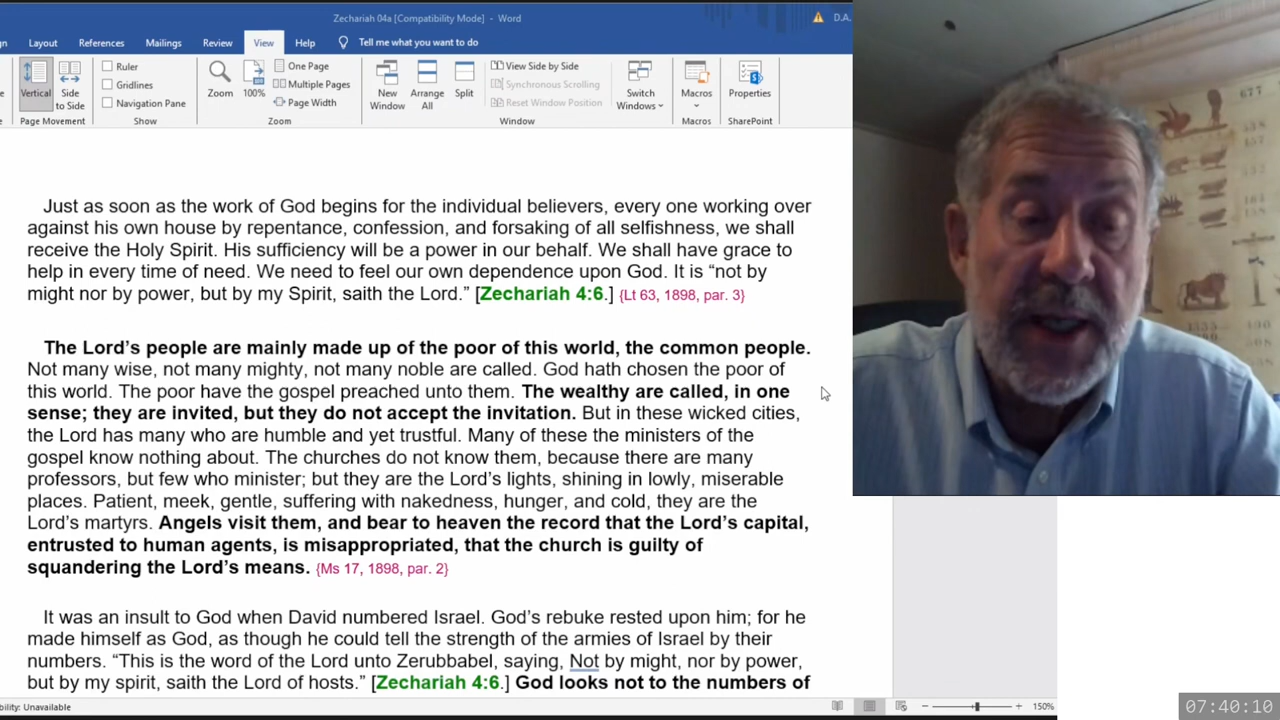 Zechariah 04a [Compatibility Mode] - Word
D.A.
Layout References Mailings Review View Help Tell me what you want to do
Vertical
Side to Side
Page Movement
Ruler
Gridlines
Navigation Pane
Show
Zoom
100%
One Page
Multiple Pages
Page Width
Zoom
New Window
Arrange All
Split
View Side by Side
Synchronous Scrolling
Reset Window Position
Window
Switch Windows
Macros
Macros
Properties
SharePoint
Just as soon as the work of God begins for the individual believers, every one working over
against his own house by repentance, confession, and forsaking of all selfishness, we shall
receive the Holy Spirit. His sufficiency will be a power in our behalf. We shall have grace to
help in every time of need. We need to feel our own dependence upon God. It is “not by
might nor by power, but by my Spirit, saith the Lord.” [Zechariah 4:6.] {Lt 63, 1898, par. 3}
The Lord’s people are mainly made up of the poor of this world, the common people.
Not many wise, not many mighty, not many noble are called. God hath chosen the poor of
this world. The poor have the gospel preached unto them. The wealthy are called, in one
sense; they are invited, but they do not accept the invitation. But in these wicked cities,
the Lord has many who are humble and yet trustful. Many of these the ministers of the
gospel know nothing about. The churches do not know them, because there are many
professors, but few who minister; but they are the Lord’s lights, shining in lowly, miserable
places. Patient, meek, gentle, suffering with nakedness, hunger, and cold, they are the
Lord’s martyrs. Angels visit them, and bear to heaven the record that the Lord’s capital,
entrusted to human agents, is misappropriated, that the church is guilty of
squandering the Lord’s means. {Ms 17, 1898, par. 2}
It was an insult to God when David numbered Israel. God’s rebuke rested upon him; for he
made himself as God, as though he could tell the strength of the armies of Israel by their
numbers. “This is the word of the Lord unto Zerubbabel, saying, Not by might, nor by power,
but by my spirit, saith the Lord of hosts.” [Zechariah 4:6.] God looks not to the numbers of
bility: Unavailable
150%
677
07:40:10